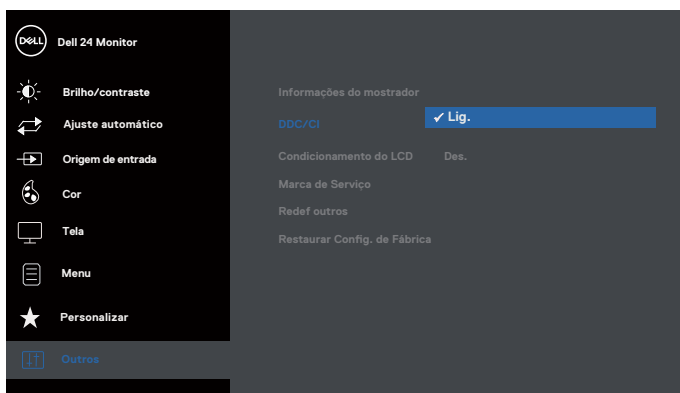 DELL Dell 24 Monitor
Brilho/contraste
Ajuste automático
Origem de entrada
Cor
Tela
Menu
Personalizar
Outros
Informações do mostrador
DDC/CI ✓ Lig.
Condicionamento do LCD Des.
Marca de Serviço
Redef outros
Restaurar Config. de Fábrica